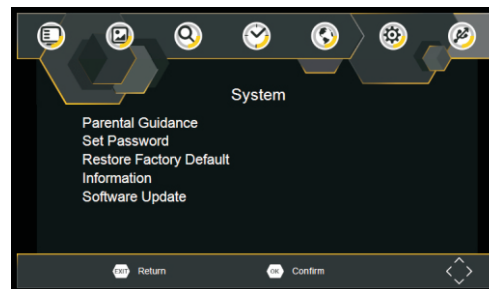 System
Parental Guidance
Set Password
Restore Factory Default
Information
Software Update
EXIT Return
OK Confirm